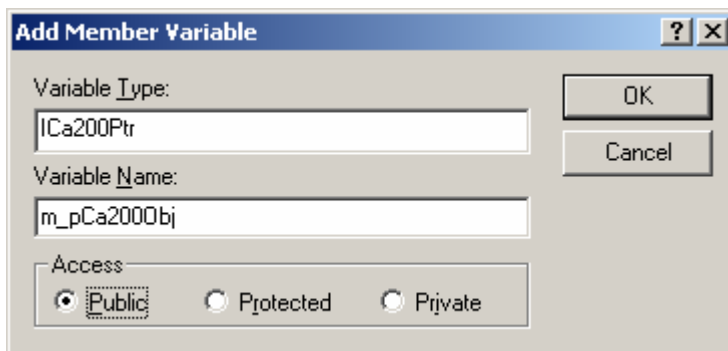 Add Member Variable
Variable Type:
ICa200Ptr
OK
Cancel
Variable Name:
m_pCa200Obj
Access
Public Protected Private